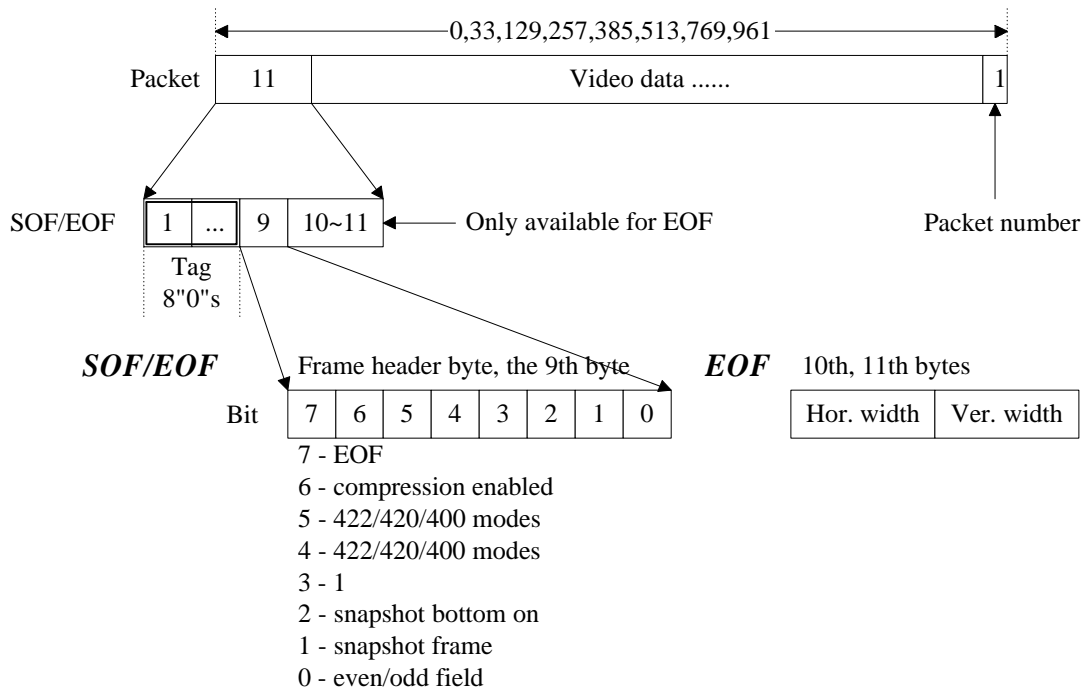 0,33,129,257,385,513,769,961
Packet 11 Video data ...... 1
SOF/EOF 1 ... 9 10~11 Only available for EOF Packet number
Tag
8"0"s
SOF/EOF Frame header byte, the 9th byte EOF 10th, 11th bytes
Bit 7 6 5 4 3 2 1 0 Hor. width Ver. width
7 - EOF
6 - compression enabled
5 - 422/420/400 modes
4 - 422/420/400 modes
3 - 1
2 - snapshot bottom on
1 - snapshot frame
0 - even/odd field